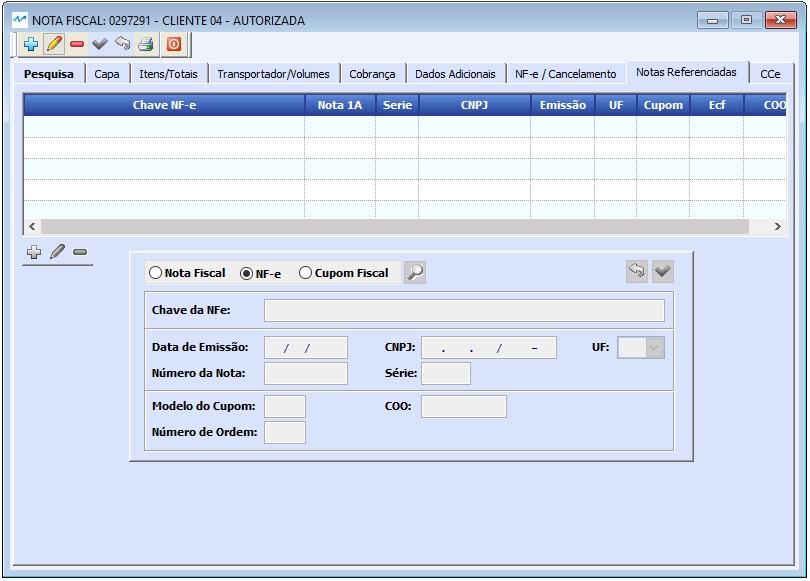 NOTA FISCAL: 0297291 - CLIENTE 04 - AUTORIZADA
Pesquisa Capa Itens/Totais Transportador/Volumes Cobrança Dados Adicionais NF-e / Cancelamento Notas Referenciadas CCe
Chave NF-e Nota 1A Serie CNPJ Emissão UF Cupom Ecf COO
Nota Fiscal NF-e Cupom Fiscal
Chave da NFe:
Data de Emissão: / / CNPJ: . . / - UF:
Número da Nota: Série:
Modelo do Cupom: COO:
Número de Ordem: